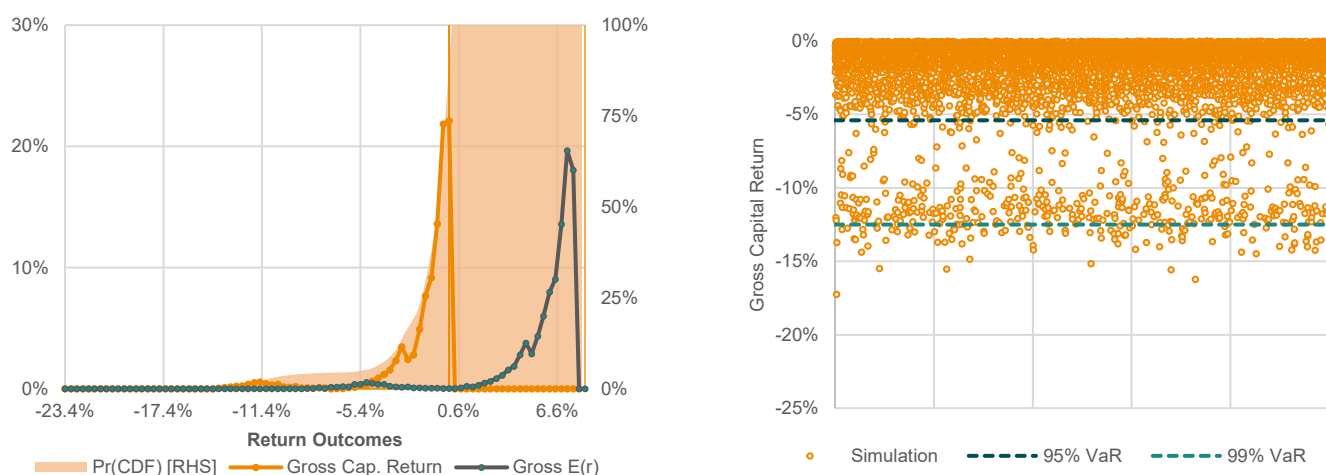 30%
20%
10%
0%
100%
75%
50%
25%
0%
-23.4%
-17.4%
-11.4%
-5.4%
0.6%
6.6%
Return Outcomes
Pr(CDF) [RHS]
Gross Cap. Return
Gross E(r)
Gross Capital Return
0%
-5%
-10%
-15%
-20%
-25%
Simulation
95% VaR
99% VaR